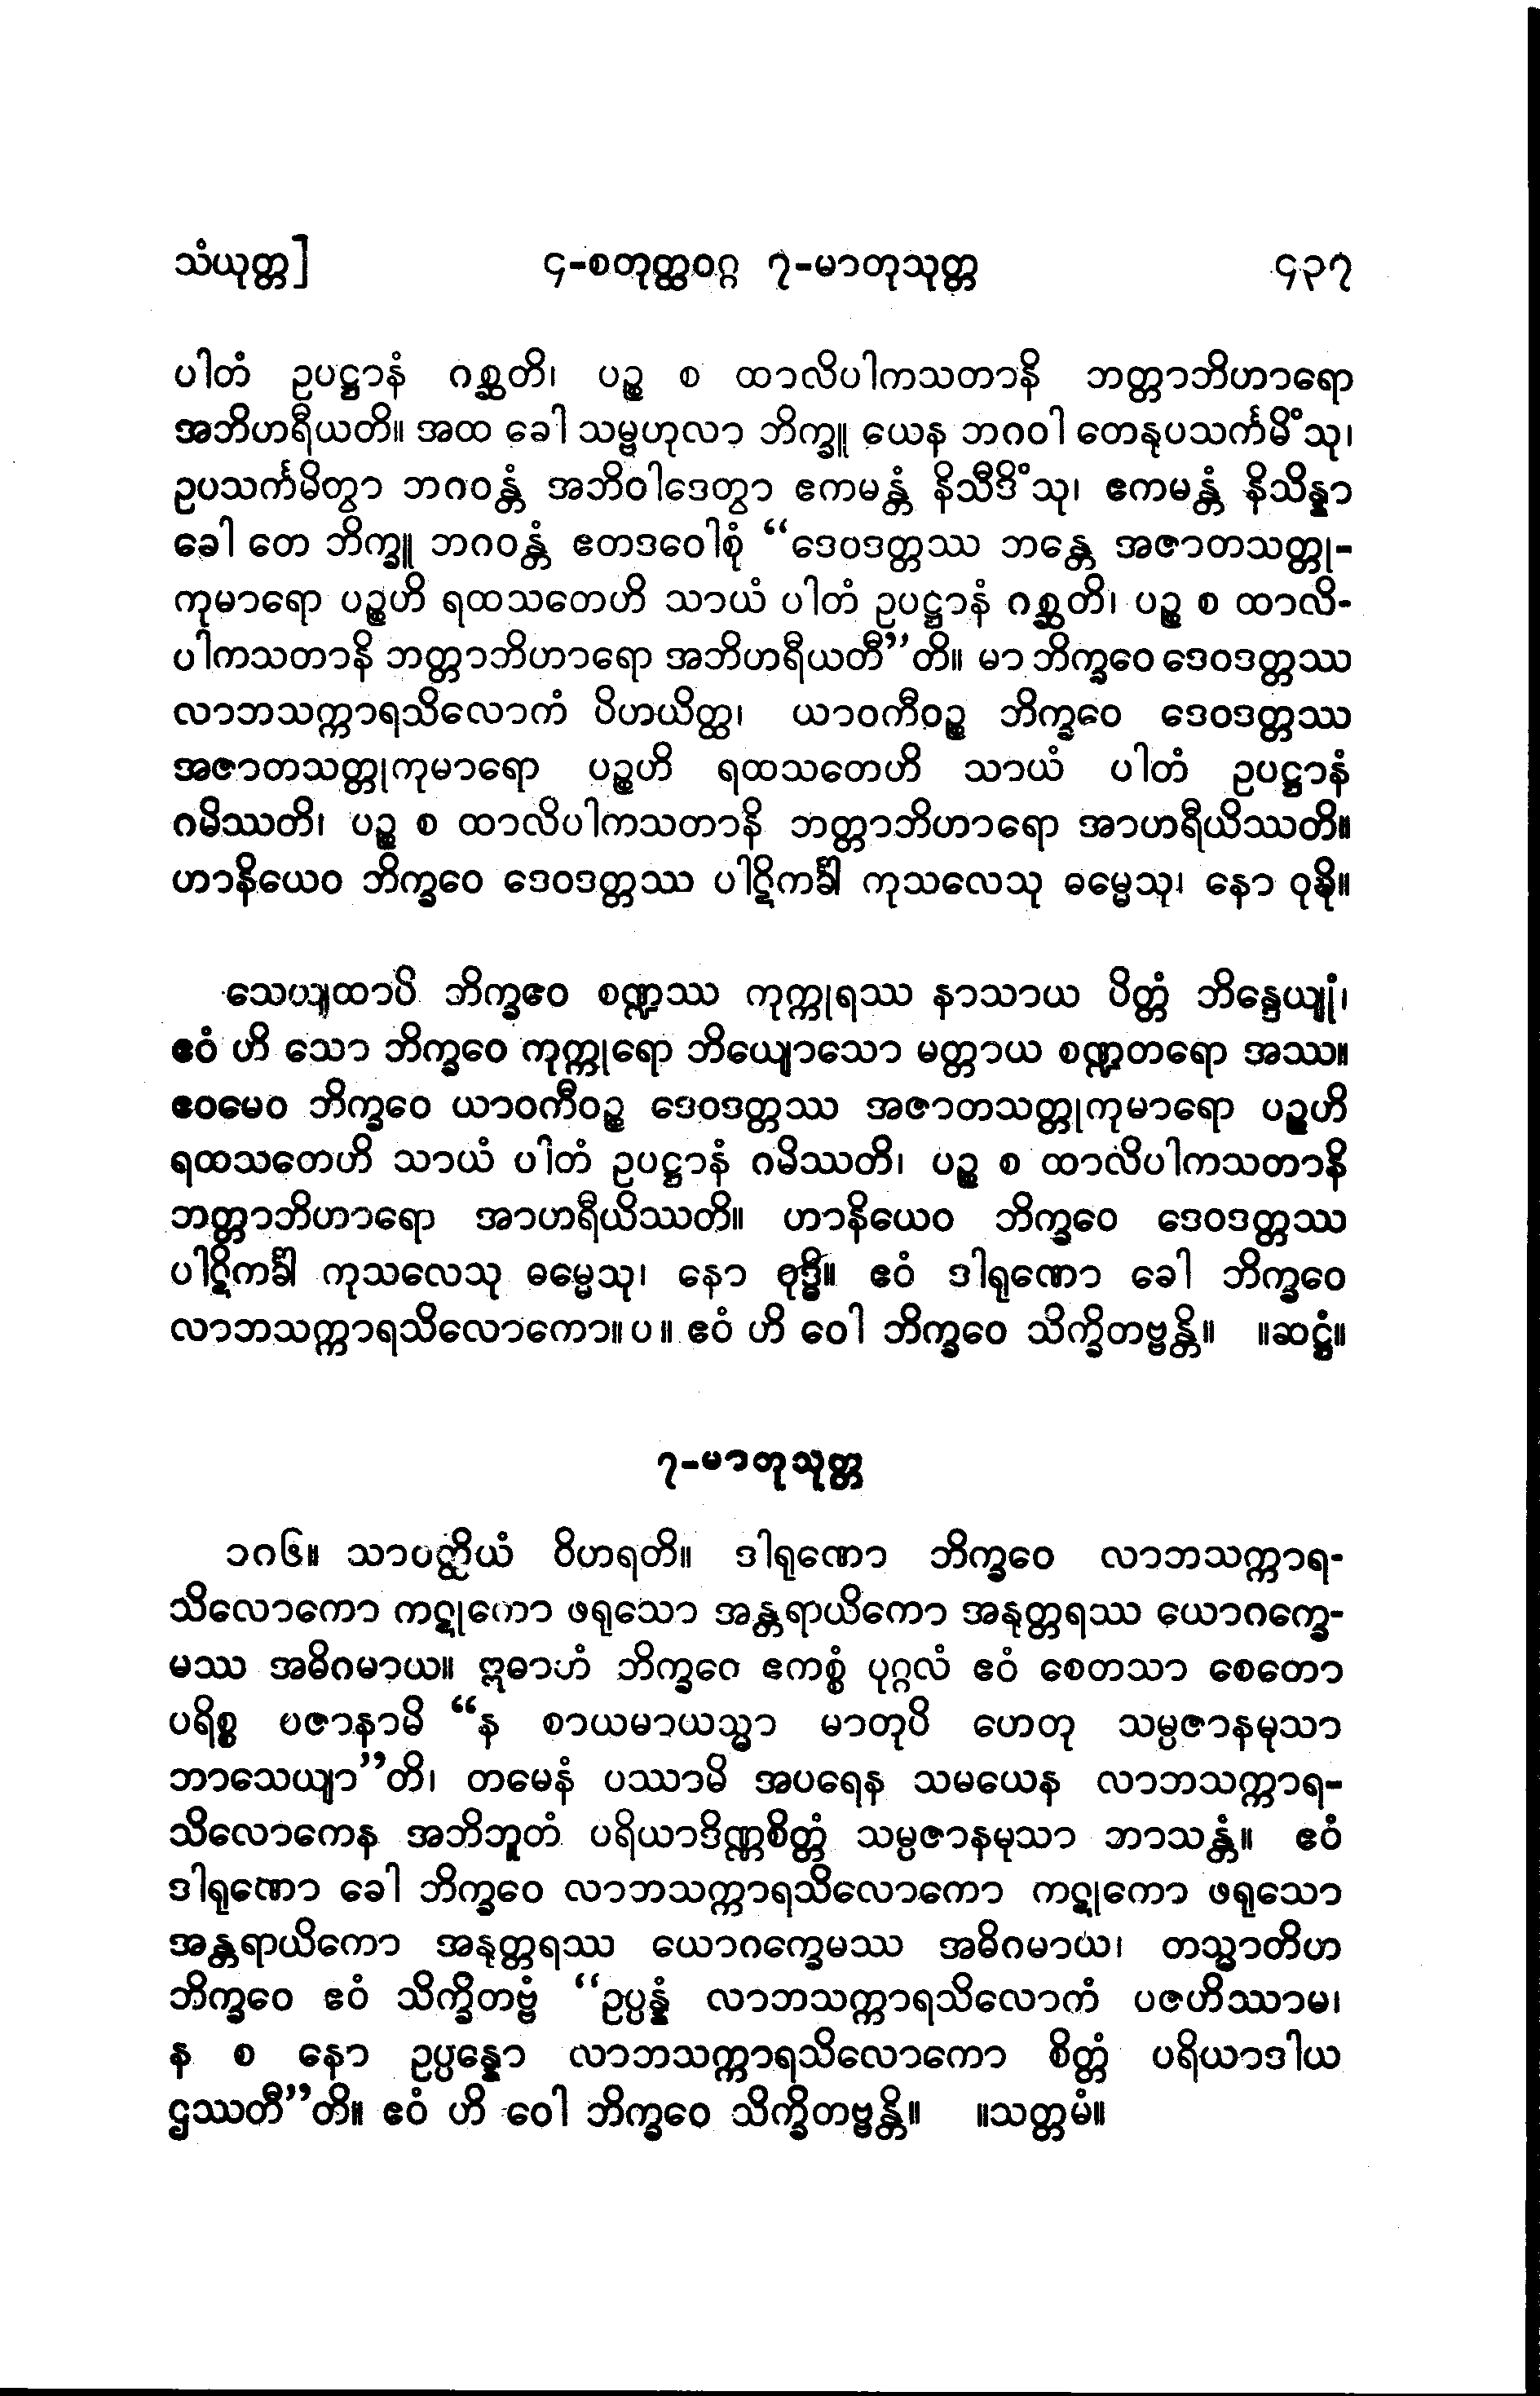 သံယုတ္တ] ၄-စတုတ္ထဝဂ္ဂ ၇-မာတုသုတ္တ ၄၃၇
ပါတံ ဥပဋ္ဌာနံ ဂစ္ဆတိ၊ ပဉ္စ စ ထာလိပါကသတာနိ ဘတ္တာဘိဟာရော
အဘိဟရီယတိ။ အထ ခေါ သမ္ဗဟုလာ ဘိက္ခူ ယေန ဘဂဝါ တေနုပသင်္ကမိံသု၊
ဥပသင်္ကမိတွာ ဘဂဝန္တံ အဘိဝါဒေတွာ ဧကမန္တံ နိသီဒိံသု၊ ဧကမန္တံ နိသိန္နာ
ခေါ တေ ဘိက္ခူ ဘဂဝန္တံ ဧတဒဝေါစုံ “ဒေဝဒတ္တဿ ဘန္တေ အဇာတသတ္တု-
ကုမာရော ပဉ္စဟိ ရထသတေဟိ သာယံ ပါတံ ဥပဋ္ဌာနံ ဂစ္ဆတိ၊ ပဉ္စ စ ထာလိ-
ပါကသတာနိ ဘတ္တာဘိဟာရော အဘိဟရီယတီ”တိ။ မာ ဘိက္ခဝေ ဒေဝဒတ္တဿ
လာဘသက္ကာရသိလောကံ ပိဟယိတ္ထ၊ ယာဝကီဝဉ္စ ဘိက္ခဝေ ဒေဝဒတ္တဿ
အဇာတသတ္တုကုမာရော ပဉ္စဟိ ရထသတေဟိ သာယံ ပါတံ ဥပဋ္ဌာနံ
ဂမိဿတိ၊ ပဉ္စ စ ထာလိပါကသတာနိ ဘတ္တာဘိဟာရော အာဟရီယိဿတိ။
ဟာနိယေဝ ဘိက္ခဝေ ဒေဝဒတ္တဿ ပါဋိကင်္ခါ ကုသလေသု ဓမ္မေသု၊ နော ဝုဒ္ဓိ။
သေယျထာပိ ဘိက္ခဝေ စဏ္ဍဿ ကုက္ကုရဿ နာသာယ ပိတ္တံ ဘိန္ဒေယျုံ၊
ဧဝံ ဟိ သော ဘိက္ခဝေ ကုက္ကုရော ဘိယျောသော မတ္တာယ စဏ္ဍတရော အဿ။
ဧဝမေဝ ဘိက္ခဝေ ယာဝကီဝဉ္စ ဒေဝဒတ္တဿ အဇာတသတ္တုကုမာရော ပဉ္စဟိ
ရထသတေဟိ သာယံ ပါတံ ဥပဋ္ဌာနံ ဂမိဿတိ၊ ပဉ္စ စ ထာလိပါကသတာနိ
ဘတ္တာဘိဟာရော အာဟရီယိဿတိ။ ဟာနိယေဝ ဘိက္ခဝေ ဒေဝဒတ္တဿ
ပါဋိကင်္ခါ ကုသလေသု ဓမ္မေသု၊ နော ဝုဒ္ဓိ။ ဧဝံ ဒါရုဏော ခေါ ဘိက္ခဝေ
လာဘသက္ကာရသိလောကော။ပ။ ဧဝံ ဟိ ဝေါ ဘိက္ခဝေ သိက္ခိတဗ္ဗန္တိ။ ။ဆဋ္ဌံ။
၇-မာတုသုတ္တ
၁၈၆။ သာဝတ္ထိယံ ဝိဟရတိ။ ဒါရုဏော ဘိက္ခဝေ လာဘသက္ကာရ-
သိလောကော ကဋုကော ဖရုသော အန္တရာယိကော အနုတ္တရဿ ယောဂက္ခေ-
မဿ အဓိဂမာယ။ ဣဓာဟံ ဘိက္ခဝေ ဧကစ္စံ ပုဂ္ဂလံ ဧဝံ စေတသာ စေတော
ပရိစ္စ ပဇာနာမိ “န စာယမာယသ္မာ မာတုပိ ဟေတု သမ္ပဇာနမုသာ
ဘာသေယျာ”တိ၊ တမေနံ ပဿာမိ အပရေန သမယေန လာဘသက္ကာရ-
သိလောကေန အဘိဘူတံ ပရိယာဒိဏ္ဏစိတ္တံ သမ္ပဇာနမုသာ ဘာသန္တံ။ ဧဝံ
ဒါရုဏော ခေါ ဘိက္ခဝေ လာဘသက္ကာရသိလောကော ကဋုကော ဖရုသော
အန္တရာယိကော အနုတ္တရဿ ယောဂက္ခေမဿ အဓိဂမာယ၊ တသ္မာတိဟ
ဘိက္ခဝေ ဧဝံ သိက္ခိတဗ္ဗံ “ဥပ္ပန္နံ လာဘသက္ကာရသိလောကံ ပဇဟိဿာမ၊
န စ နော ဥပ္ပန္နော လာဘသက္ကာရသိလောကော စိတ္တံ ပရိယာဒါယ
ဌဿတီ”တိ။ ဧဝံ ဟိ ဝေါ ဘိက္ခဝေ သိက္ခိတဗ္ဗန္တိ။ ။သတ္တမံ။